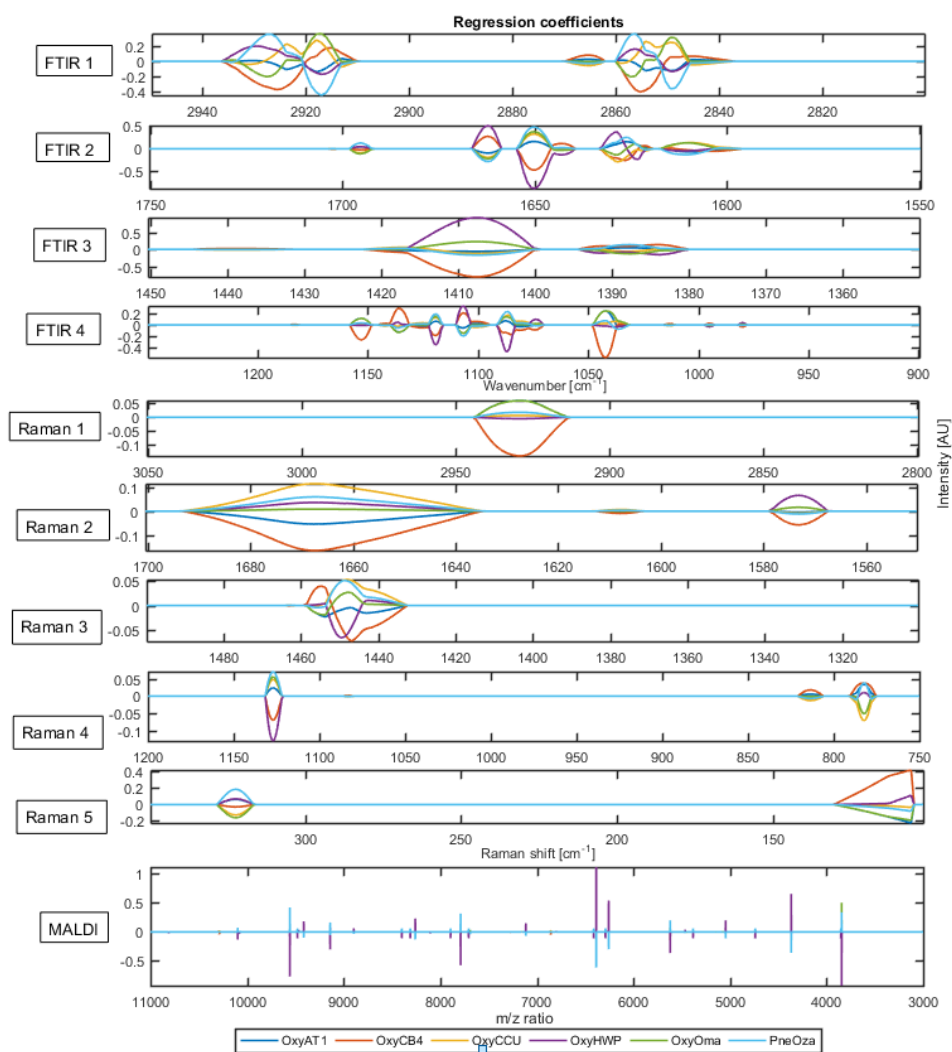 Regression coefficients
FTIR 1
0.2
0
-0.2
-0.4
2940 2920 2900 2880 2860 2840 2820
FTIR 2
0.5
0
-0.5
1750 1700 1650 1600 1550
FTIR 3
0.5
0
-0.5
1450 1440 1430 1420 1410 1400 1390 1380 1370 1360
FTIR 4
0.2
0
-0.2
-0.4
1200 1150 1100 1050 1000 950 900
Wavenumber [cm-1]
Raman 1
0.05
0
-0.05
-0.1
3050 3000 2950 2900 2850 2800
Intensity [AU]
Raman 2
0.1
0
-0.1
1700 1680 1660 1640 1620 1600 1580 1560
Raman 3
0.05
0
-0.05
1480 1460 1440 1420 1400 1380 1360 1340 1320
Raman 4
0.05
0
-0.05
-0.1
1200 1150 1100 1050 1000 950 900 850 800 750
Raman 5
0.4
0.2
0
-0.2
300 250 200 150
Raman shift [cm-1]
MALDI
1
0.5
0
-0.5
11000 10000 9000 8000 7000 6000 5000 4000 3000
m/z ratio
OxyAT1 OxyCB4 OxyCCU OxyHWP OxyOma PneOza